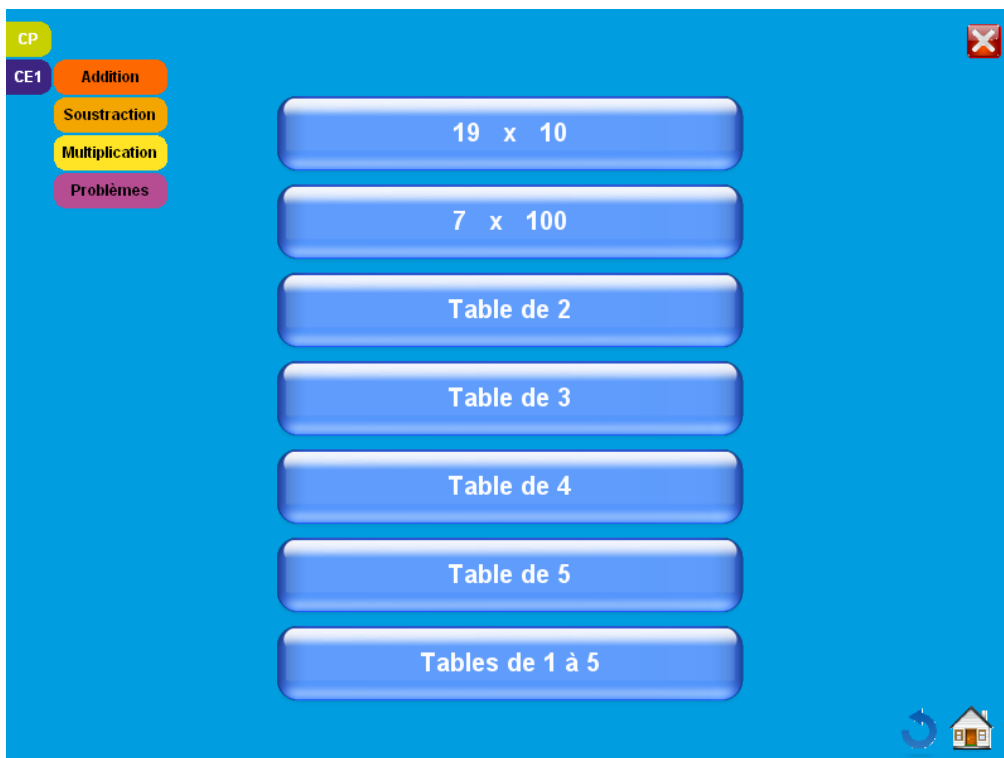 CP
CE1
Addition
Soustraction
Multiplication
Problèmes
19 x 10
7 x 100
Table de 2
Table de 3
Table de 4
Table de 5
Tables de 1 à 5